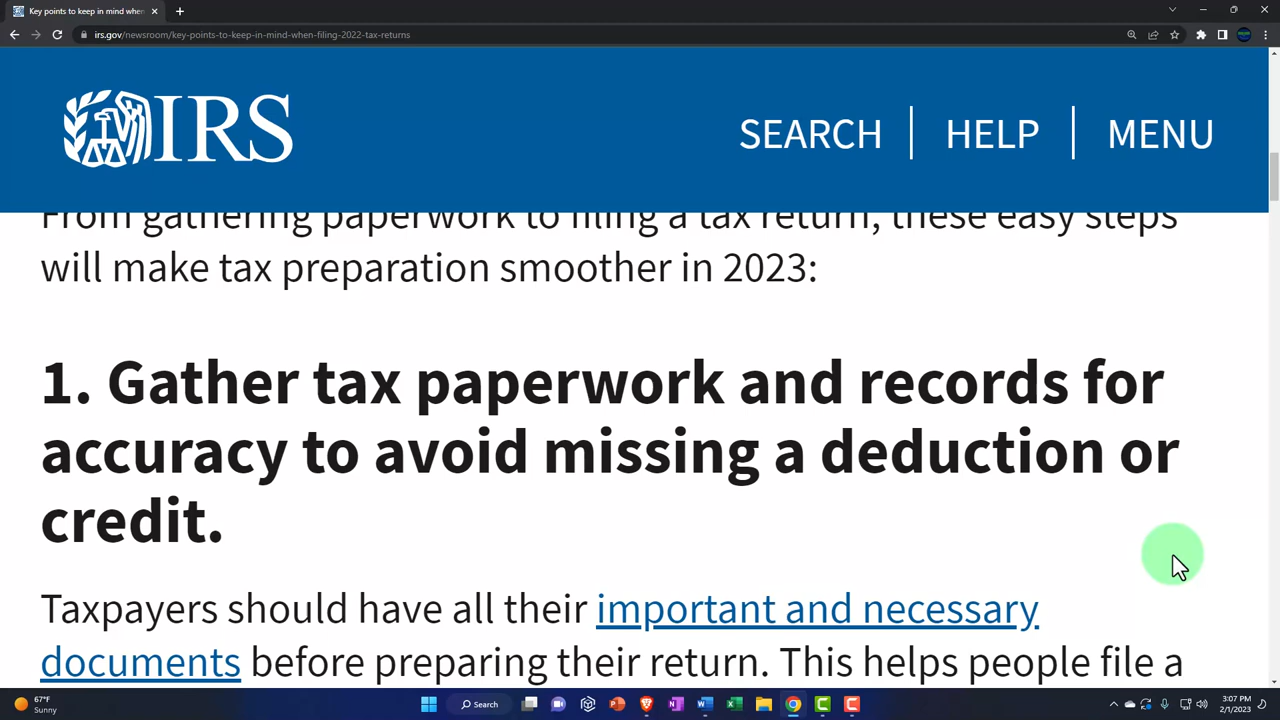 Key points to keep in mind when
irs.gov/newsroom/key-points-to-keep-in-mind-when-filing-2022-tax-returns
IRS
SEARCH
HELP
MENU
From gathering paperwork to filing a tax return, these easy steps
will make tax preparation smoother in 2023:
1. Gather tax paperwork and records for
accuracy to avoid missing a deduction or
credit.
Taxpayers should have all their important and necessary
documents before preparing their return. This helps people file a
67°F
Sunny
Search
3:07 PM
2/1/2023